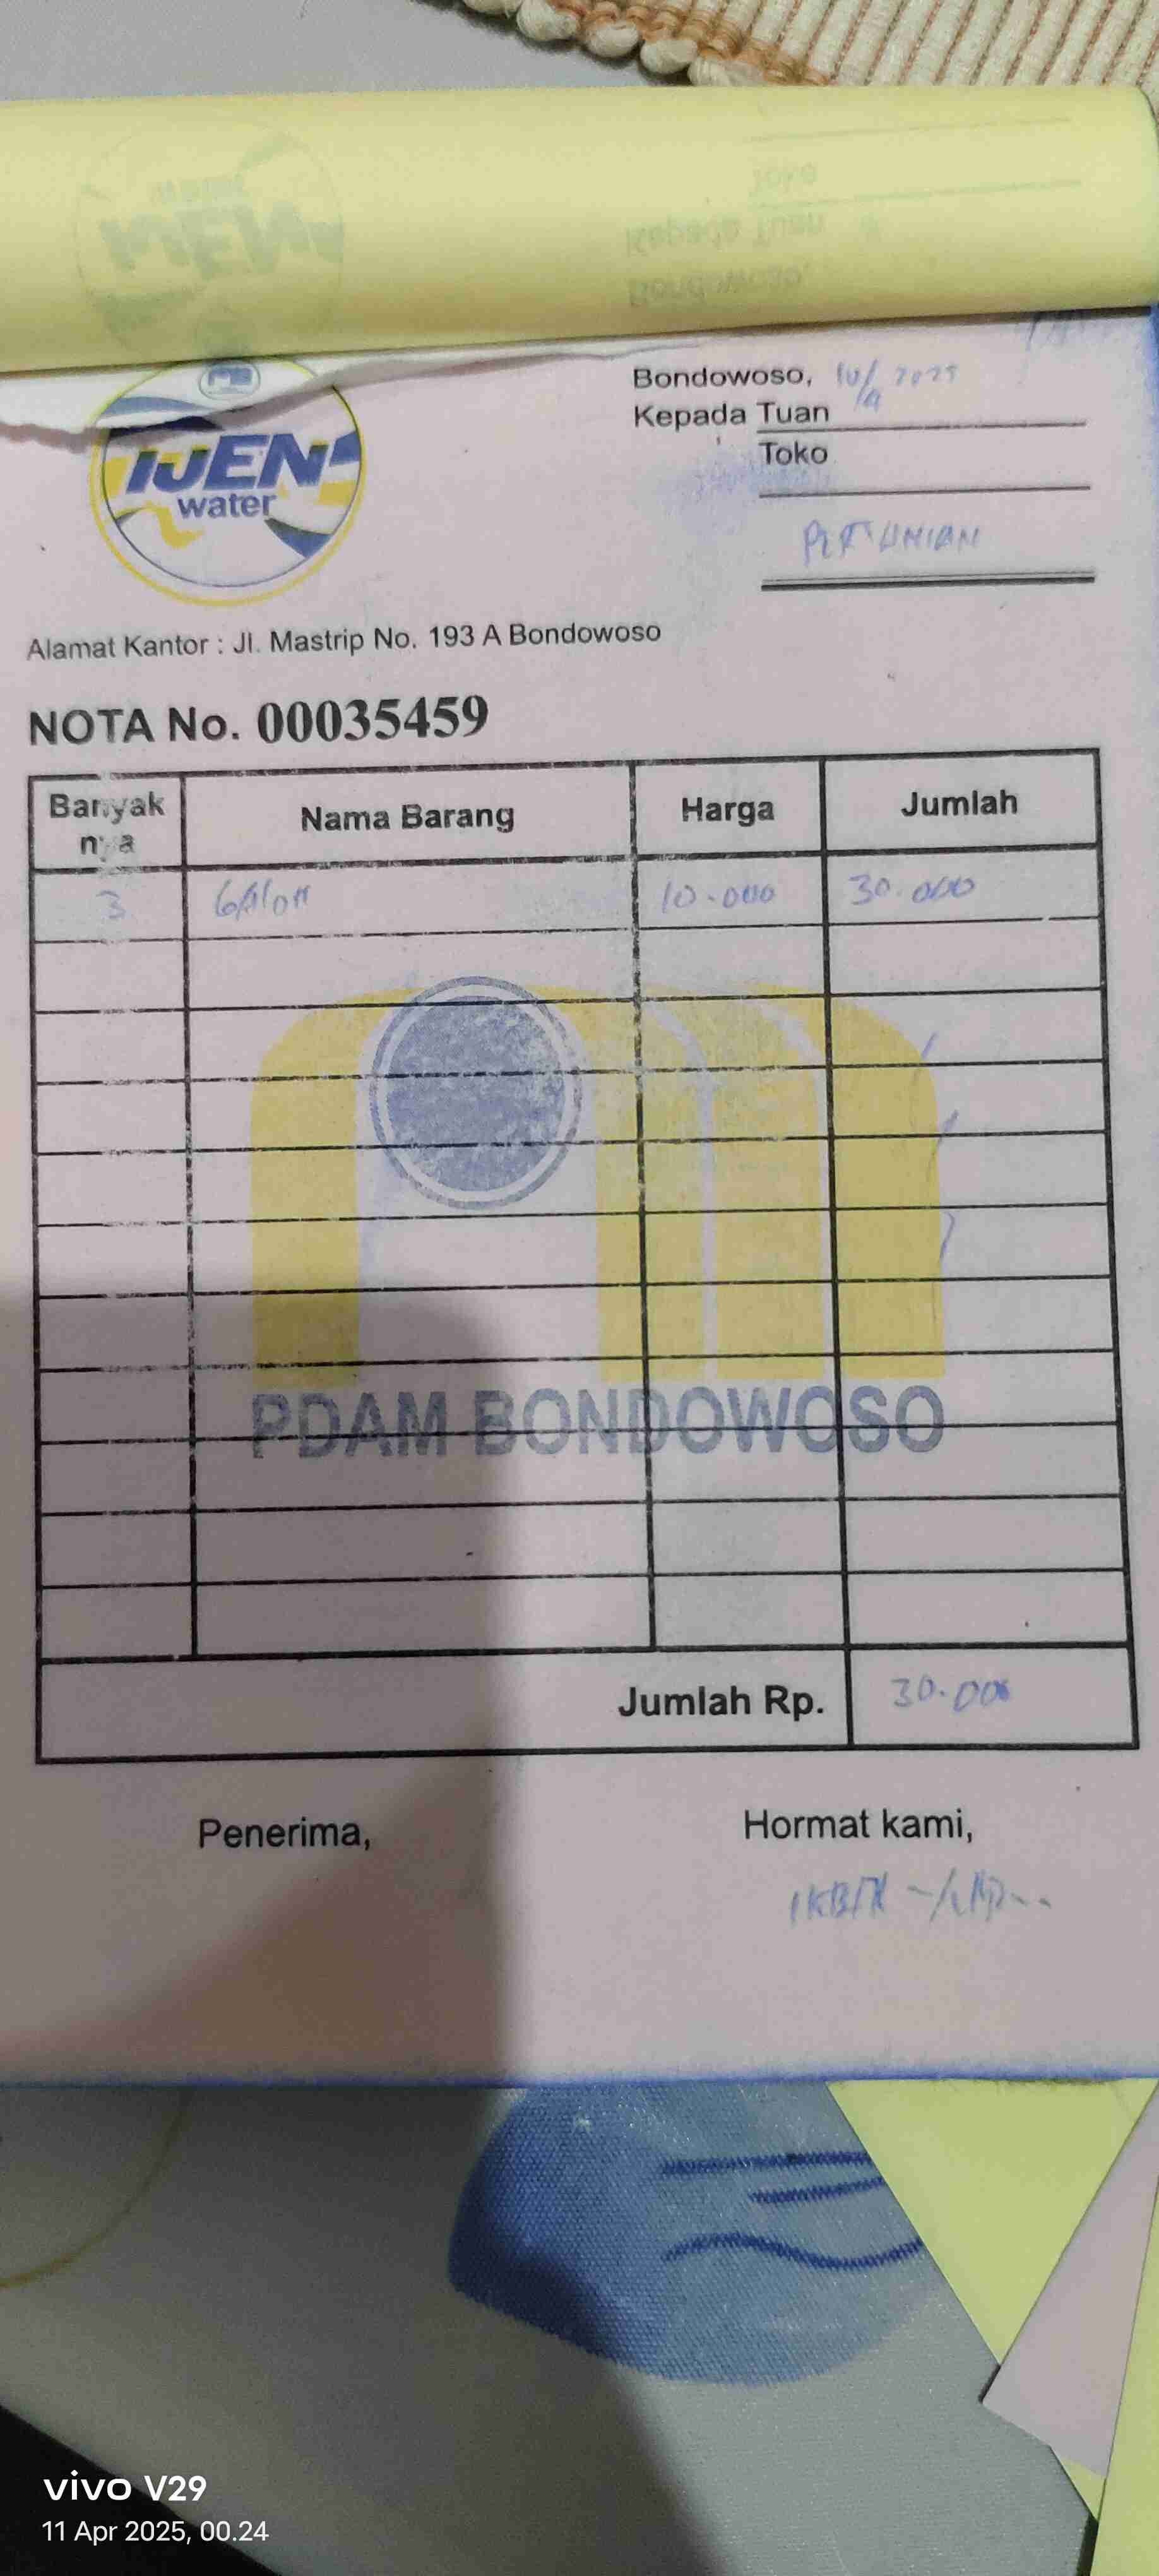 Bondowoso, 10/4 2025
Kepada Tuan
Toko
IJEN
water
Alamat Kantor : Jl. Mastrip No. 193 A Bondowoso
NOTA No. 00035459
Banyak nya Nama Barang Harga Jumlah
3 GAlon 10.000 30.000
PDAM BONDOWOSO
Jumlah Rp. 30.000
Penerima, Hormat kami,
vivo V29
11 Apr 2025, 00.24